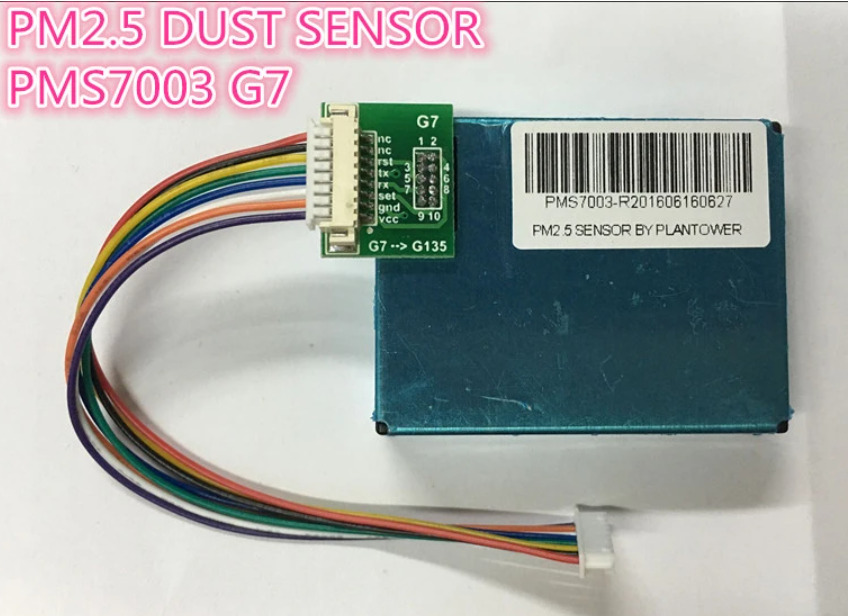 PM2.5 DUST SENSOR
PMS7003 G7
G7
1 2
nc
nc
rst
tx
rx
set
gnd
vcc
3
4
5
6
7
8
9 10
G7 --> G135
PMS7003-R201606160627
PM2.5 SENSOR BY PLANTOWER